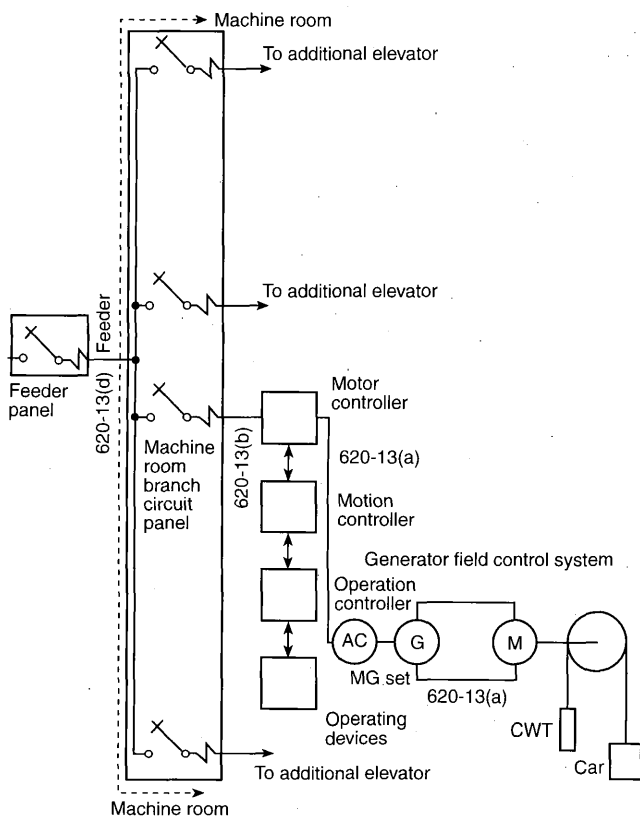 Machine room
To additional elevator
To additional elevator
Feeder
Feeder
panel
620-13(d)
Machine
room
branch
circuit
panel
620-13(b)
Motor
controller
620-13(a)
Motion
controller
Generator field control system
Operation
controller
AC
G
M
MG set
620-13(a)
Operating
devices
CWT
Car
To additional elevator
Machine room